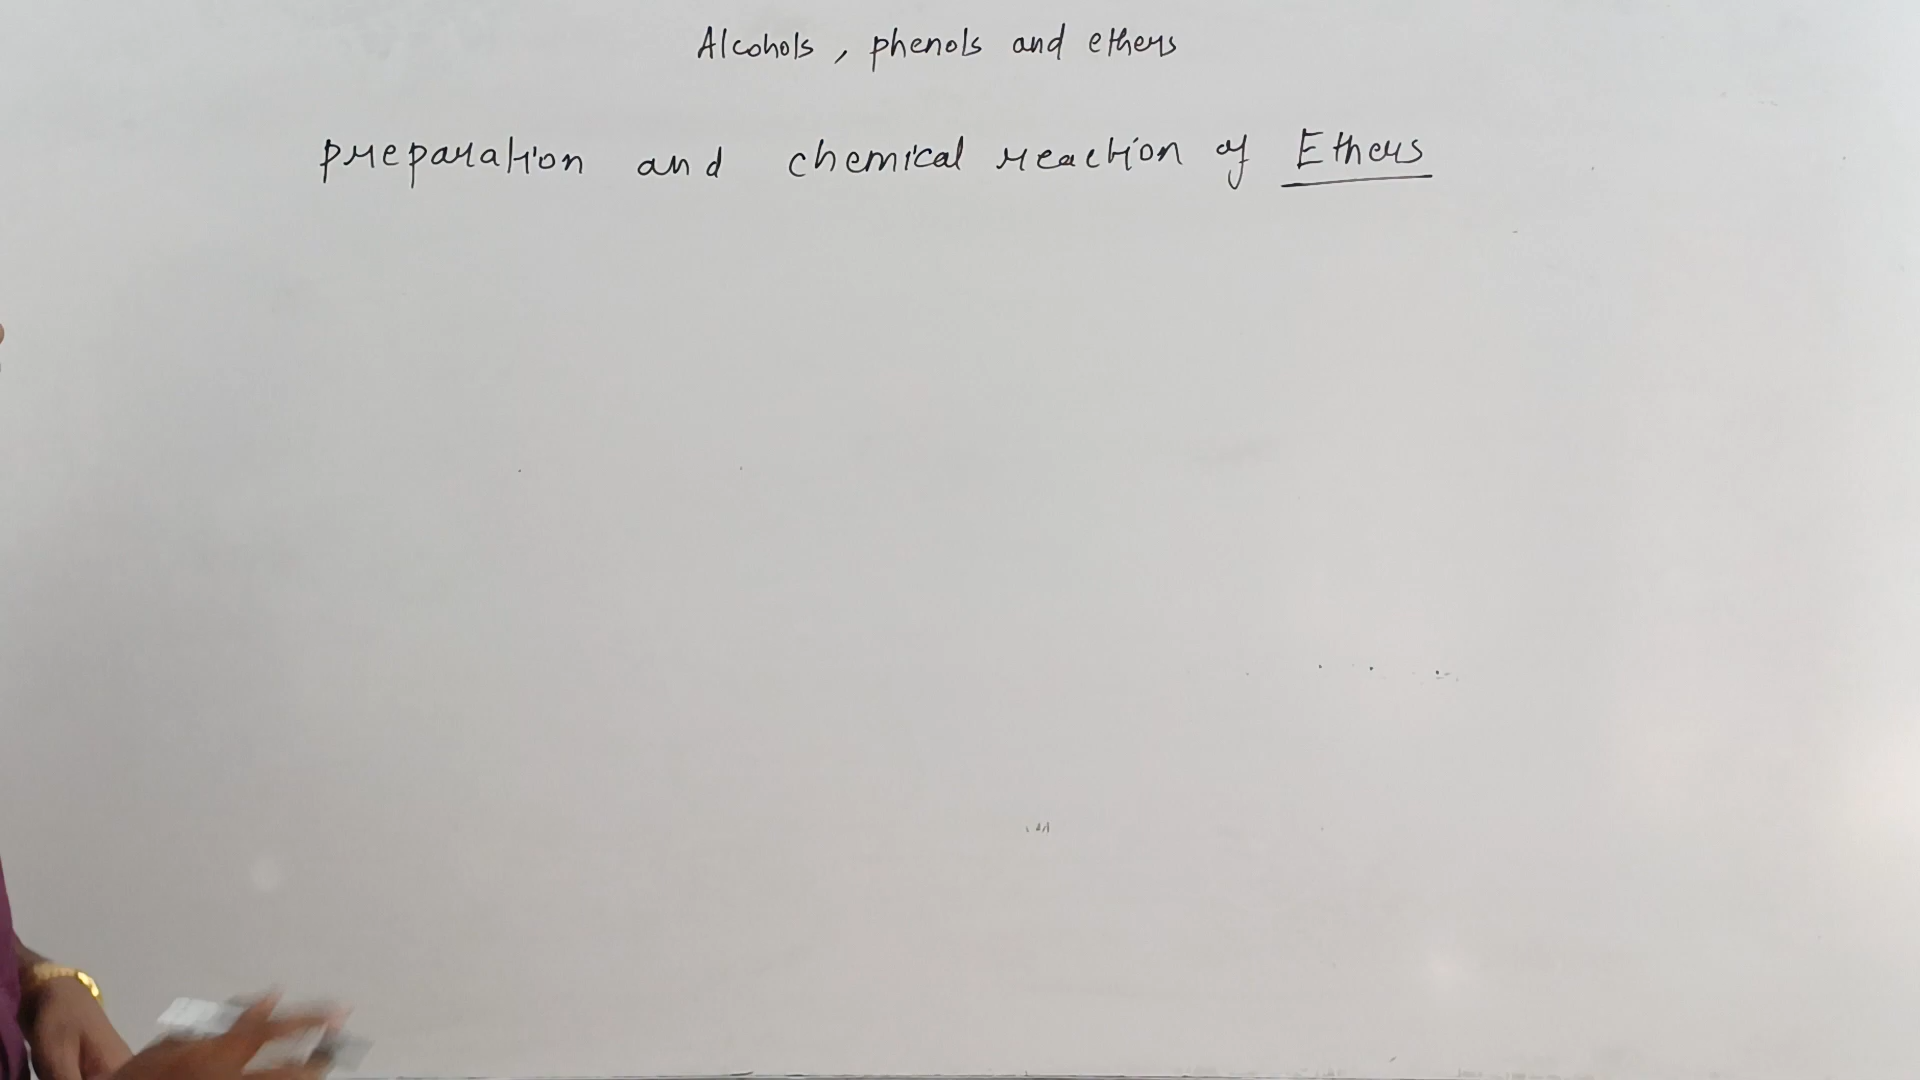 Alcohols, phenols and ethers
preparation and chemical reaction of Ethers